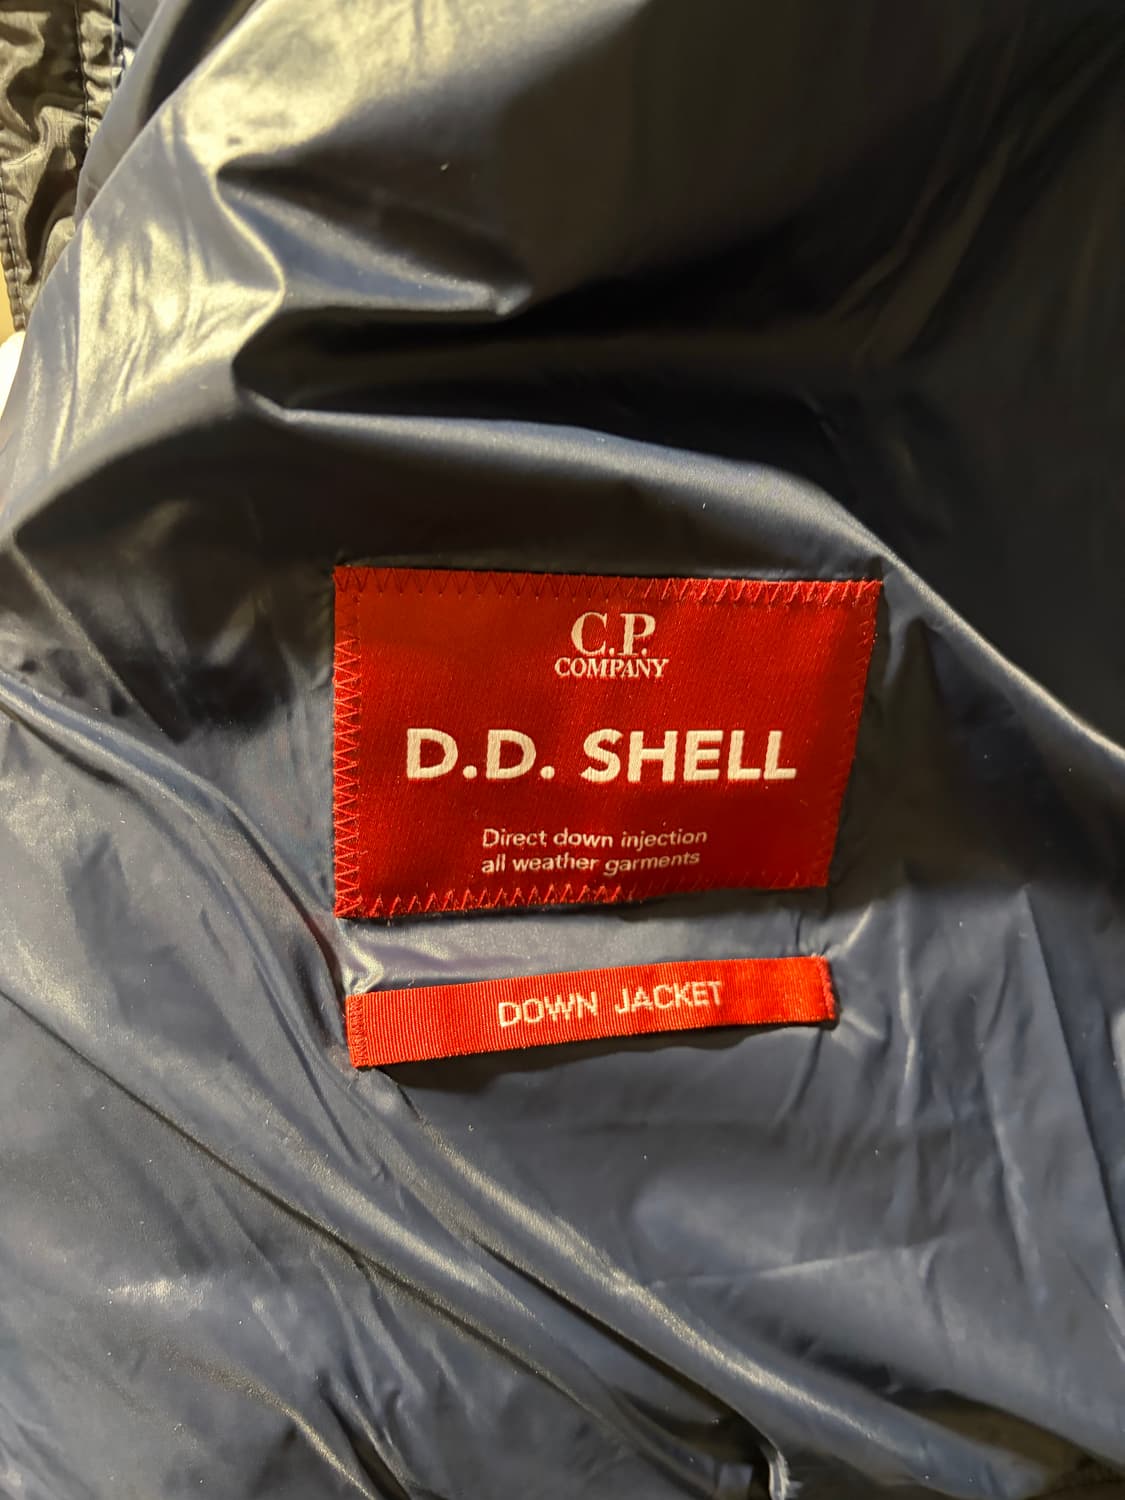 C.P.
COMPANY
D.D. SHELL
Direct down injection
all weather garments
DOWN JACKET